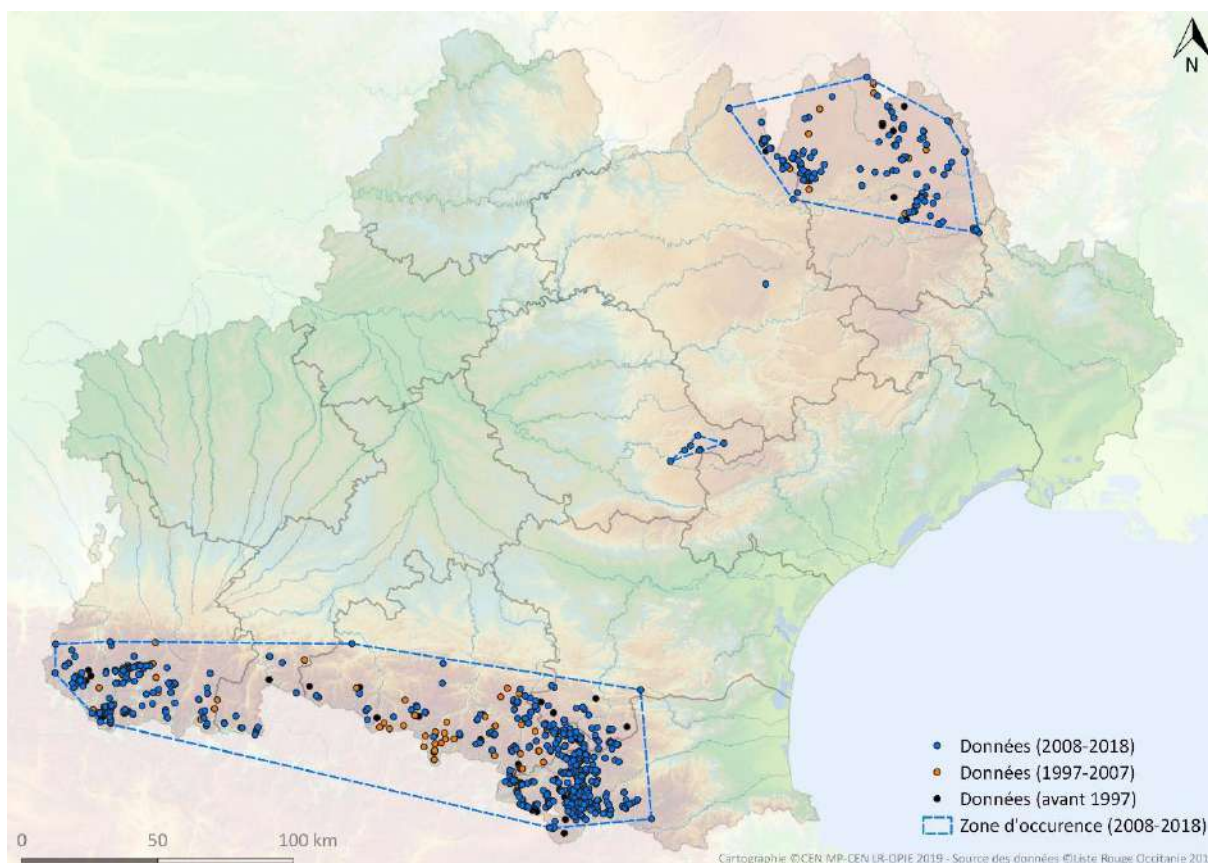 N
Données (2008-2018)
Données (1997-2007)
Données (avant 1997)
Zone d'occurence (2008-2018)
0 50 100 km
Cartographie ©CEN MP-CEN LR-OPIE 2019 - Source des données ©Liste Rouge Occitanie 201